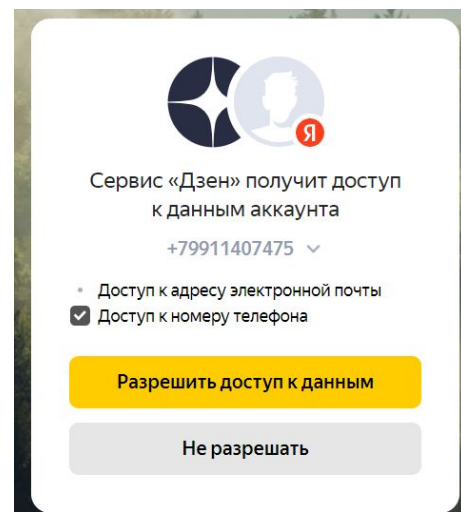 Я
Сервис «Дзен» получит доступ
к данным аккаунта
+79911407475
Доступ к адресу электронной почты
Доступ к номеру телефона
Разрешить доступ к данным
Не разрешать